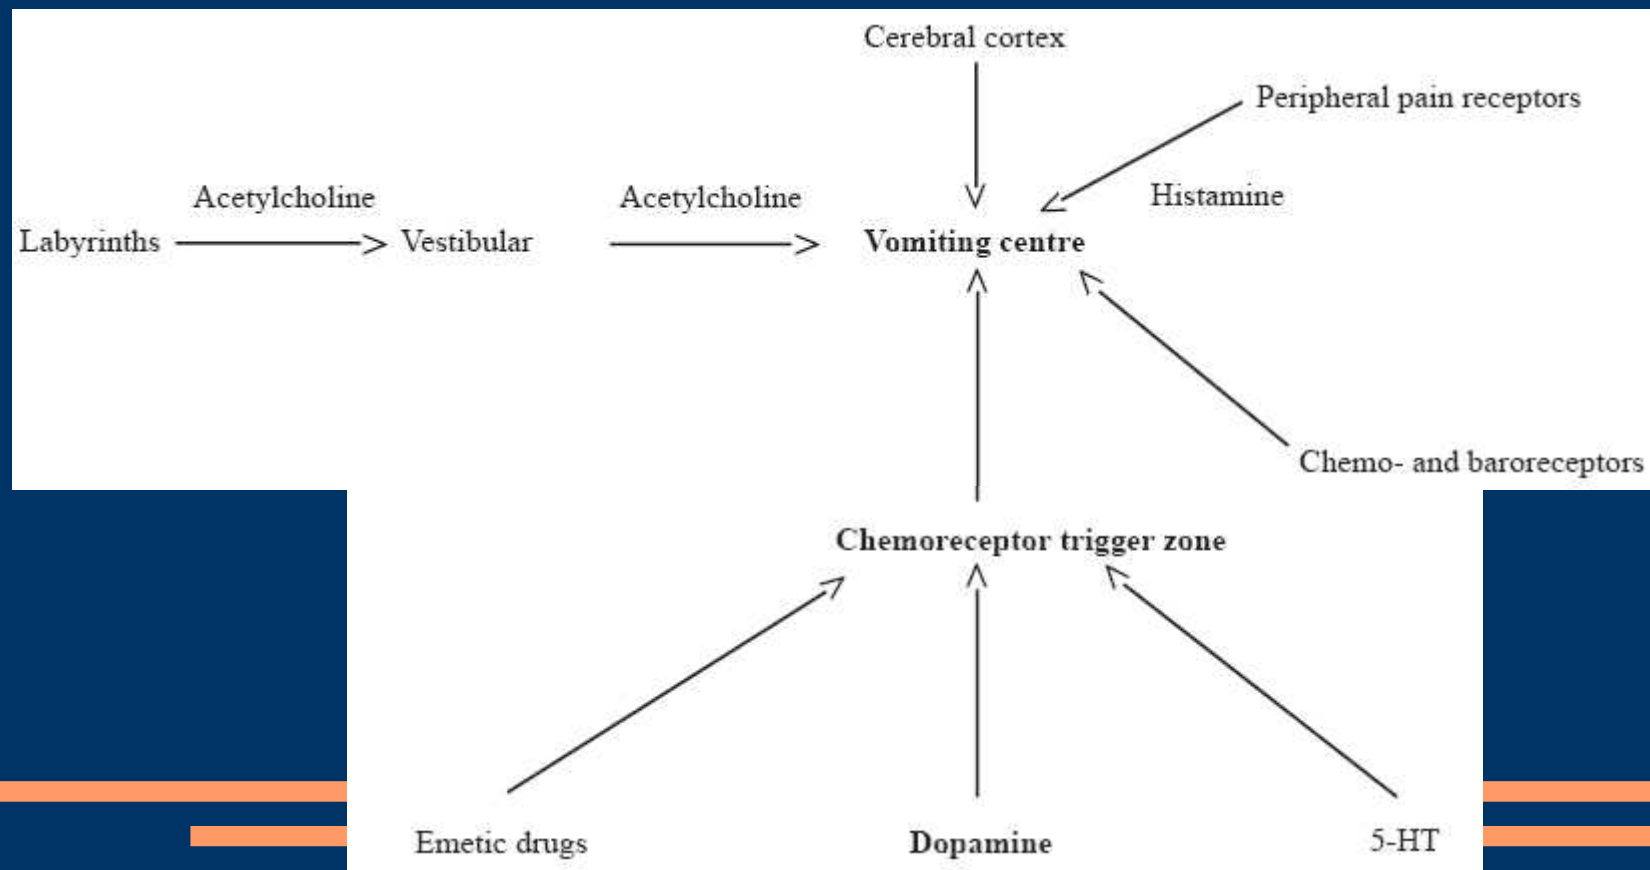 Cerebral cortex
Peripheral pain receptors
Acetylcholine
Acetylcholine
Histamine
Labyrinths
Vestibular
Vomiting centre
Chemo- and baroreceptors
Chemoreceptor trigger zone
Emetic drugs
Dopamine
5-HT